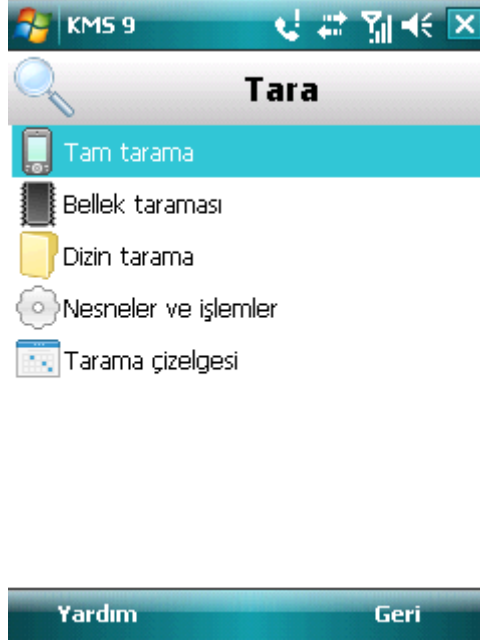 KMS 9
Tara
Tam tarama
Bellek taraması
Dizin tarama
Nesneler ve işlemler
Tarama çizelgesi
Yardım Geri